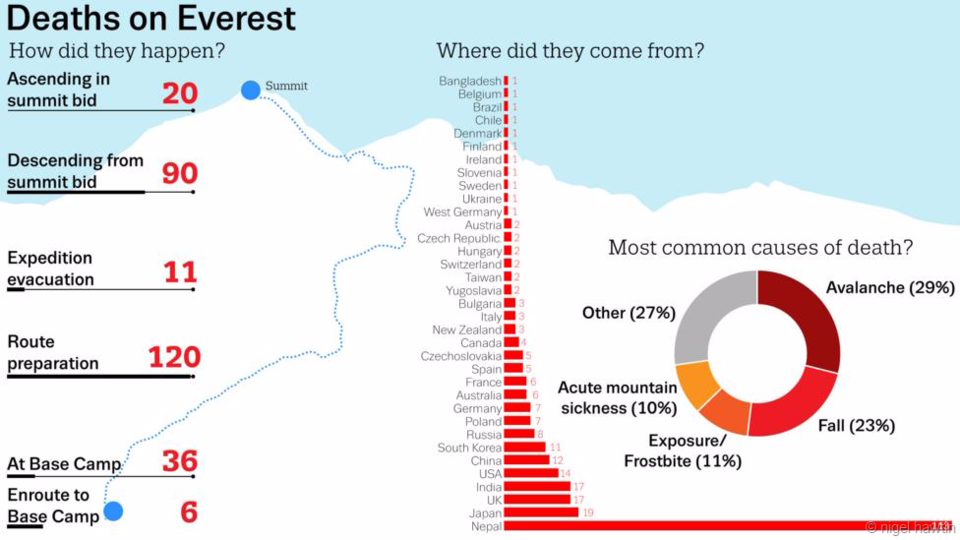 Deaths on Everest
How did they happen?
Ascending in
summit bid
20
Descending from
summit bid
90
Expedition
evacuation
11
Route
preparation
120
At Base Camp
36
Enroute to
Base Camp
6
Summit
Where did they come from?
Bangladesh 1
Belgium 1
Brazil 1
Chile 1
Denmark 1
Finland 1
Ireland 1
Slovenia 1
Sweden 1
Ukraine 1
West Germany 1
Austria 2
Czech Republic 2
Hungary 2
Switzerland 2
Taiwan 2
Yugoslavia 2
Bulgaria 3
Italy 3
New Zealand 3
Canada 4
Czechoslovakia 5
Spain 5
France 6
Australia 6
Germany 7
Poland 7
Russia 8
South Korea 11
China 12
USA 14
India 17
UK 17
Japan 19
Nepal
Most common causes of death?
Avalanche (29%)
Fall (23%)
Exposure/
Frostbite (11%)
Acute mountain
sickness (10%)
Other (27%)
© nigel